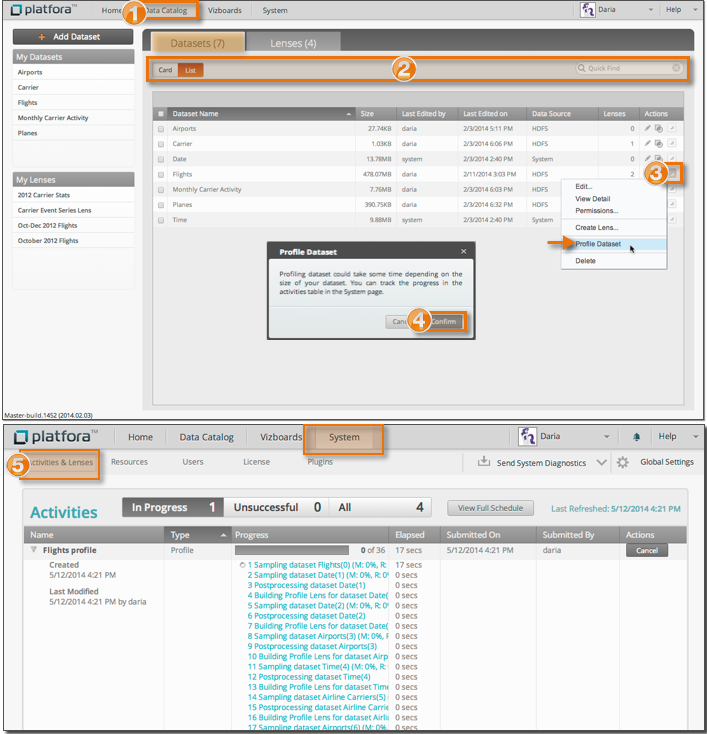 platfora™
Home
1
Data Catalog
Vizboards
System
Daria
Help
+ Add Dataset
My Datasets
Airports
Carrier
Flights
Monthly Carrier Activity
Planes
My Lenses
2012 Carrier Stats
Carrier Event Series Lens
Oct-Dec 2012 Flights
October 2012 Flights
Datasets (7)
Lenses (4)
Card
List
2
Quick Find
Dataset Name Size Last Edited by Last Edited on Data Source Lenses Actions
Airports 27.74KB daria 2/3/2014 5:11 PM HDFS 0
Carrier 1.03KB daria 2/3/2014 6:06 PM HDFS 1
Date 13.78MB system 2/3/2014 2:40 PM System 0
Flights 478.07MB daria 2/11/2014 3:03 PM HDFS 2
3
Monthly Carrier Activity 7.76MB daria 2/3/2014 6:03 PM HDFS
Planes 390.75KB daria 2/3/2014 6:32 PM HDFS
Time 9.88MB system 2/3/2014 2:40 PM System
Edit...
View Detail
Permissions...
Create Lens...
Profile Dataset
Delete
Profile Dataset ×
Profiling dataset could take some time depending on the
size of your dataset. You can track the progress in the
activities table in the System page.
Canc
4
Confirm
Master-build.1452 (2014.02.03)
platfora™
Home
Data Catalog
Vizboards
System
Daria
Help
5
Activities & Lenses
Resources
Users
License
Plugins
Send System Diagnostics
Global Settings
Activities
In Progress 1
Unsuccessful 0
All 4
View Full Schedule
Last Refreshed: 5/12/2014 4:21 PM
Name Type Progress Elapsed Submitted On Submitted By Actions
Flights profile Profile 0 of 36 17 secs 5/12/2014 4:21 PM daria Cancel
Created
5/12/2014 4:21 PM
Last Modified
5/12/2014 4:21 PM by daria
1 Sampling dataset Flights(0) (M: 0%, R: 17 secs
2 Sampling dataset Date(1) (M: 0%, R: 0% 0 secs
3 Postprocessing dataset Date(1) 0 secs
4 Building Profile Lens for dataset Date( 0 secs
5 Sampling dataset Date(2) (M: 0%, R: 0% 0 secs
6 Postprocessing dataset Date(2) 0 secs
7 Building Profile Lens for dataset Date( 0 secs
8 Sampling dataset Airports(3) (M: 0%, R: 0 secs
9 Postprocessing dataset Airports(3) 0 secs
10 Building Profile Lens for dataset Airp 0 secs
11 Sampling dataset Time(4) (M: 0%, R: 0 secs
12 Postprocessing dataset Time(4) 0 secs
13 Building Profile Lens for dataset Time 0 secs
14 Sampling dataset Airline Carriers(5) ( 0 secs
15 Postprocessing dataset Airline Carrie 0 secs
16 Building Profile Lens for dataset Airli 0 secs
17 Sampling dataset Airports(6) (M: 0%, 0 secs